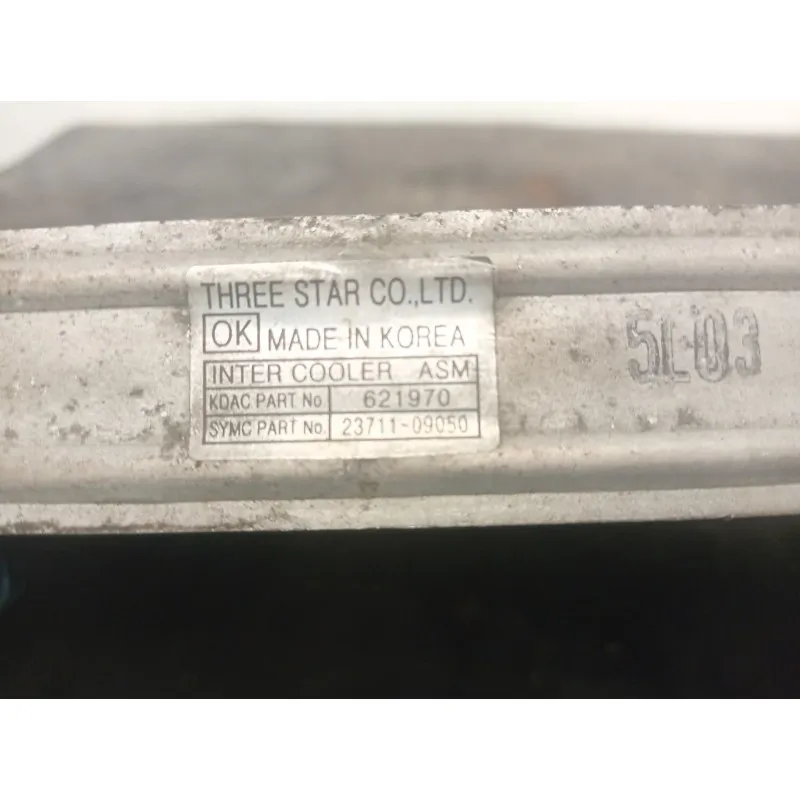 THREE STAR CO.,LTD.
OK MADE IN KOREA
INTER COOLER ASM
KDAC PART No 621970
SYMC PART No. 23711-09050
5L03